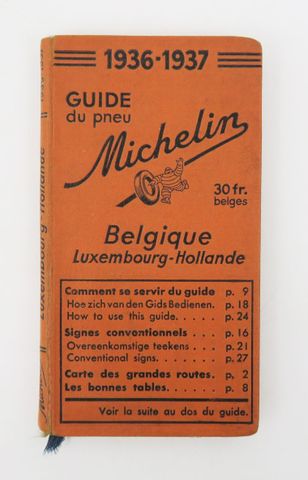 1936-1937
GUIDE
du pneu
Michelin
30 fr.
belges
Belgique
Luxembourg-Hollande
Comment se servir du guide p. 9
Hoe zich van den Gids Bedienen. p. 18
How to use this guide. . . . . p. 24
Signes conventionnels . . p. 16
Overeenkomstige teekens . . . p. 21
Conventional signs. . . . . . p. 27
Carte des grandes routes. p. 2
Les bonnes tables. . . . . p. 8
Voir la suite au dos du guide.
Luxembourg-Hollande